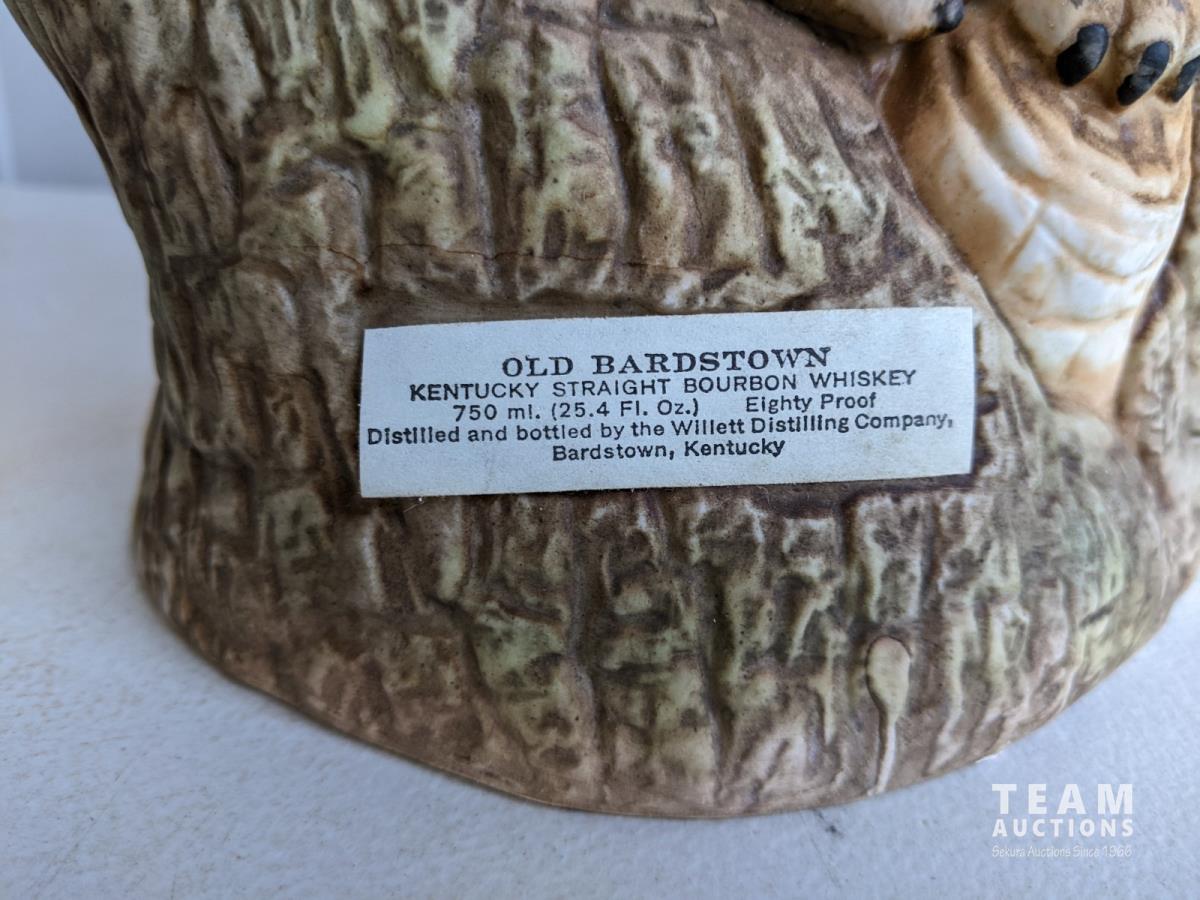 OLD BARDSTOWN
KENTUCKY STRAIGHT BOURBON WHISKEY
750 ml. (25.4 Fl. Oz.) Eighty Proof
Distilled and bottled by the Willett Distilling Company,
Bardstown, Kentucky
TEAM
AUCTIONS
Sekura Auctions Since 1966